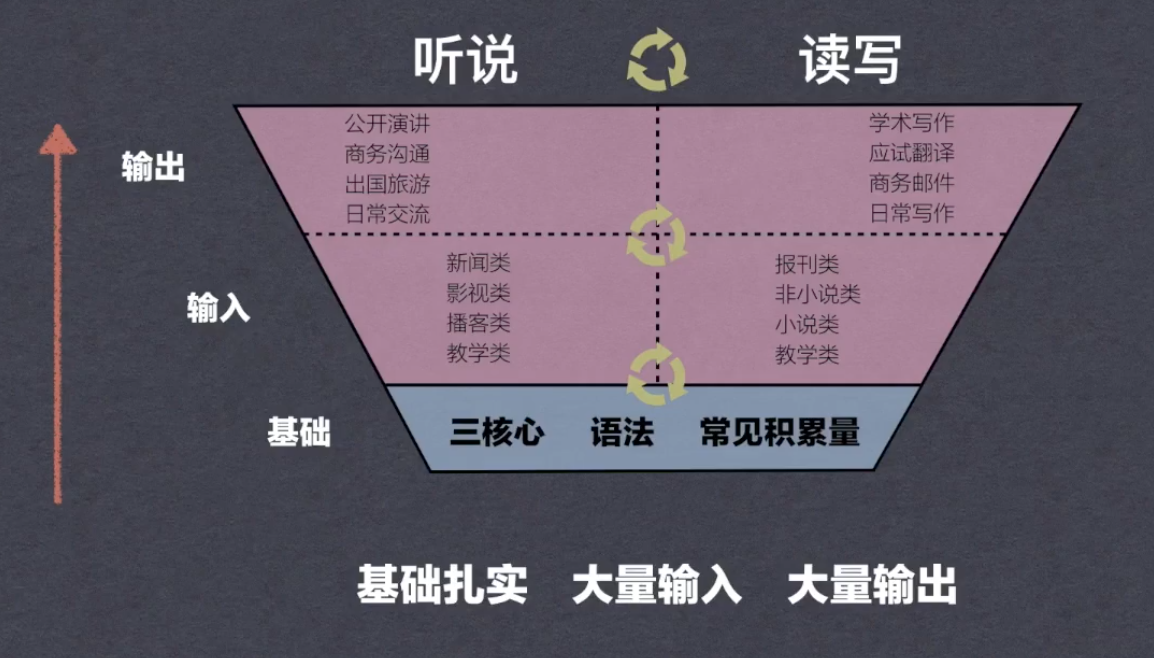 听说 读写
输出
公开演讲
商务沟通
出国旅游
日常交流
学术写作
应试翻译
商务邮件
日常写作
输入
新闻类
影视类
播客类
教学类
报刊类
非小说类
小说类
教学类
基础
三核心 语法 常见积累量
基础扎实 大量输入 大量输出